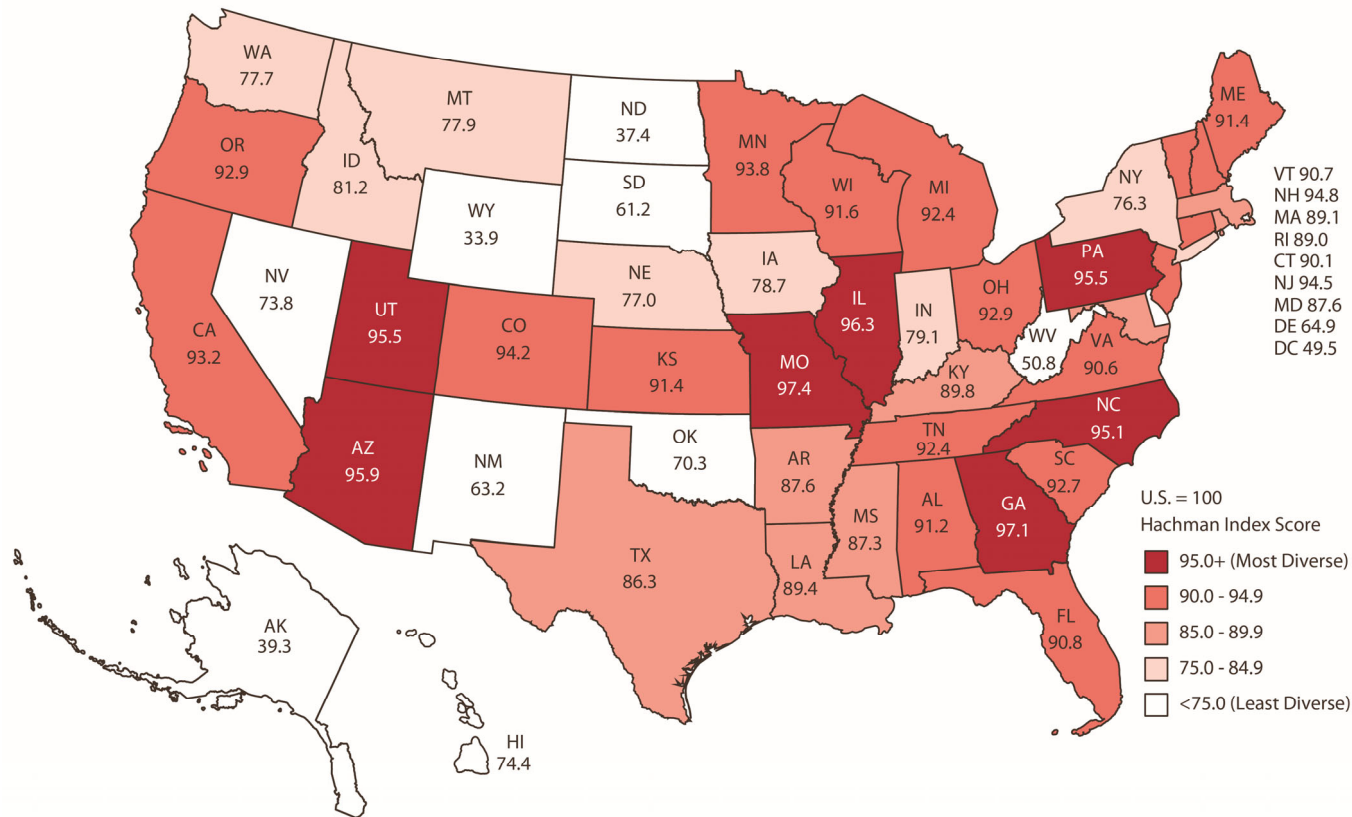 WA
77.7
MT
77.9
ND
37.4
MN
93.8
ME
91.4
OR
92.9
ID
81.2
SD
61.2
WI
91.6
MI
92.4
NY
76.3
VT 90.7
NH 94.8
MA 89.1
RI 89.0
CT 90.1
NJ 94.5
MD 87.6
DE 64.9
DC 49.5
WY
33.9
NV
73.8
UT
95.5
CA
93.2
CO
94.2
NE
77.0
IA
78.7
IL
96.3
IN
79.1
OH
92.9
PA
95.5
WV
50.8
VA
90.6
KS
91.4
MO
97.4
KY
89.8
AZ
95.9
NM
63.2
OK
70.3
AR
87.6
TN
92.4
NC
95.1
SC
92.7
TX
86.3
LA
89.4
MS
87.3
AL
91.2
GA
97.1
FL
90.8
AK
39.3
HI
74.4
U.S. = 100
Hachman Index Score
95.0+ (Most Diverse)
90.0 - 94.9
85.0 - 89.9
75.0 - 84.9
<75.0 (Least Diverse)